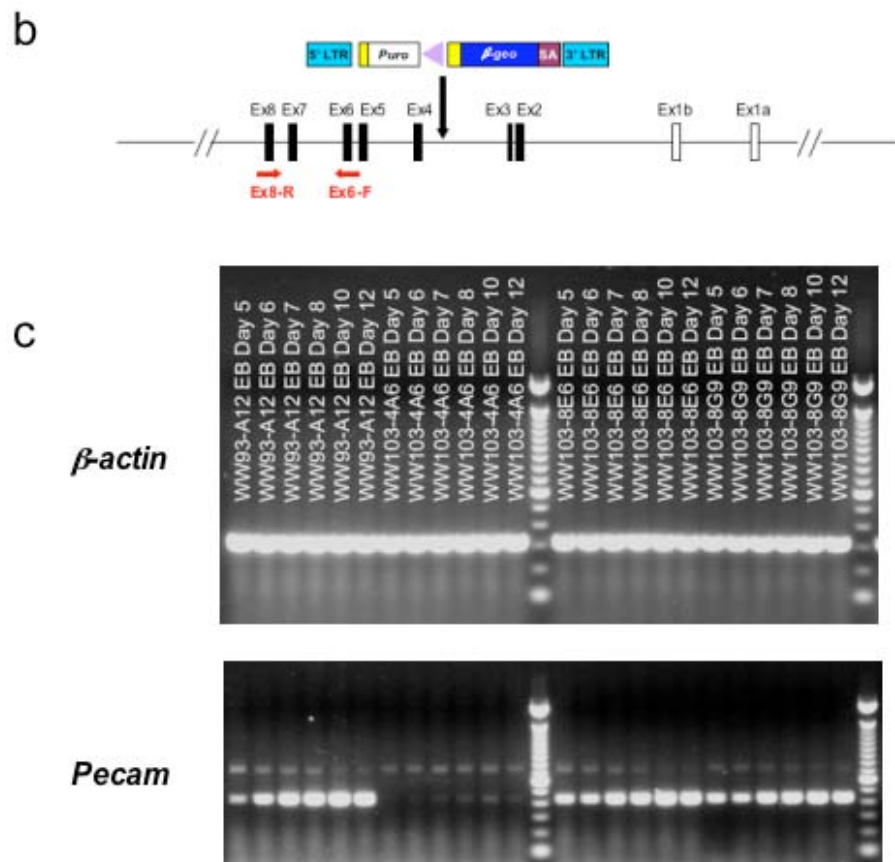 b
5' LTR Puro β-geo SA 3' LTR
Ex8 Ex7 Ex6 Ex5 Ex4 Ex3 Ex2 Ex1b Ex1a
Ex8-R Ex6-F
c
WW93-A12 EB Day 5
WW93-A12 EB Day 6
WW93-A12 EB Day 7
WW93-A12 EB Day 8
WW93-A12 EB Day 10
WW93-A12 EB Day 12
WW103-4A6 EB Day 5
WW103-4A6 EB Day 6
WW103-4A6 EB Day 7
WW103-4A6 EB Day 8
WW103-4A6 EB Day 10
WW103-4A6 EB Day 12
WW103-8E6 EB Day 5
WW103-8E6 EB Day 6
WW103-8E6 EB Day 7
WW103-8E6 EB Day 8
WW103-8E6 EB Day 10
WW103-8E6 EB Day 12
WW103-8G9 EB Day 5
WW103-8G9 EB Day 6
WW103-8G9 EB Day 7
WW103-8G9 EB Day 8
WW103-8G9 EB Day 10
WW103-8G9 EB Day 12
β-actin
Pecam